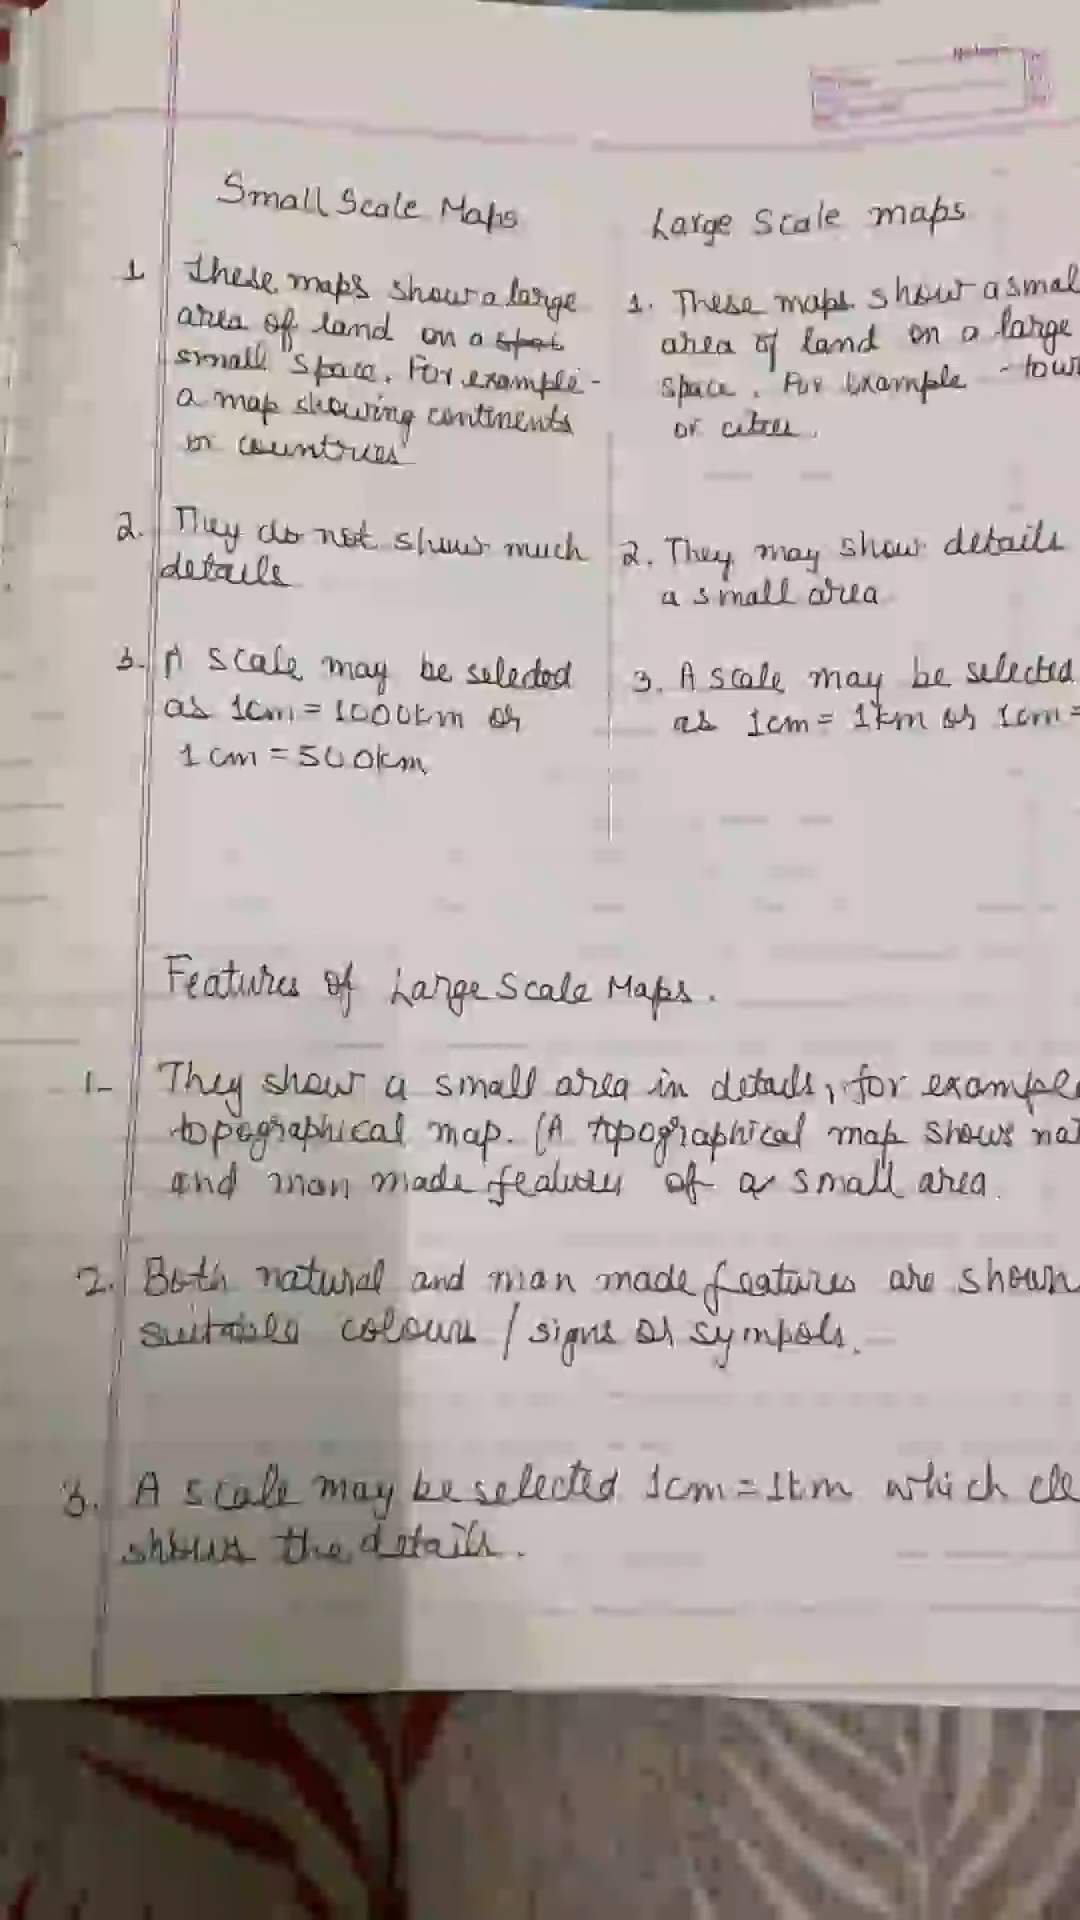 Small Scale Maps
1 These maps show a large
area of land on a
small space. For example -
a map showing continents
or countries
2. They do not show much
details
3. A scale may be selected
as 1cm = 1000km or
1 cm = 500km
Large Scale maps
1. These maps show a smal
area of land on a large
space. For example - tow
or cities.
2. They may show details
a small area
3. A scale may be selected
as 1cm = 1km or 1cm =
Features of Large Scale Maps.
1- They show a small area in details, for example
topographical map. (A topographical map shows nat
and man made features of a small area.
2. Both natural and man made features are shown
suitable colours / signs or symbols.
3. A scale may be selected 1cm = 1km which cle
shows the details.